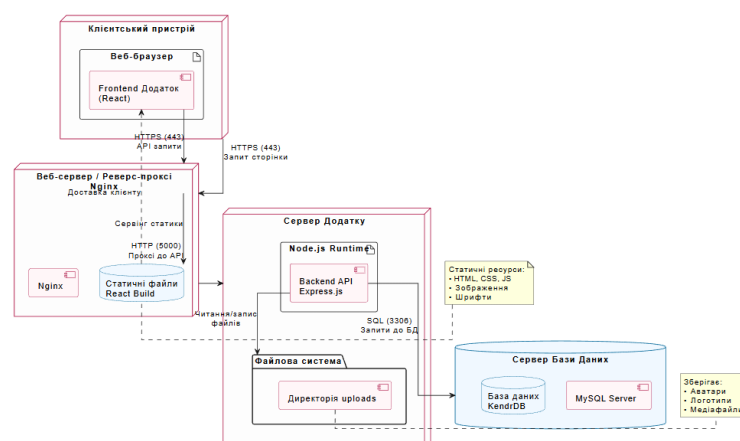 Клієнтський пристрій
Веб-браузер
Frontend Додаток
(React)
HTTPS (443)
API запити
HTTPS (443)
Запит сторінки
Веб-сервер / Реверс-проксі
Nginx
Доставка клієнту
Сервінг статики
HTTP (5000)
Проксі до API
Nginx
Статичні файли
React Build
Сервер Додатку
Node.js Runtime
Backend API
Express.js
Читання/запис
файлів
SQL (3306)
Запити до БД
Файлова система
Директорія uploads
Статичні ресурси:
• HTML, CSS, JS
• Зображення
• Шрифти
Сервер Бази Даних
База даних
KendrDB
MySQL Server
Зберігає:
• Аватари
• Логотипи
• Медіафайли